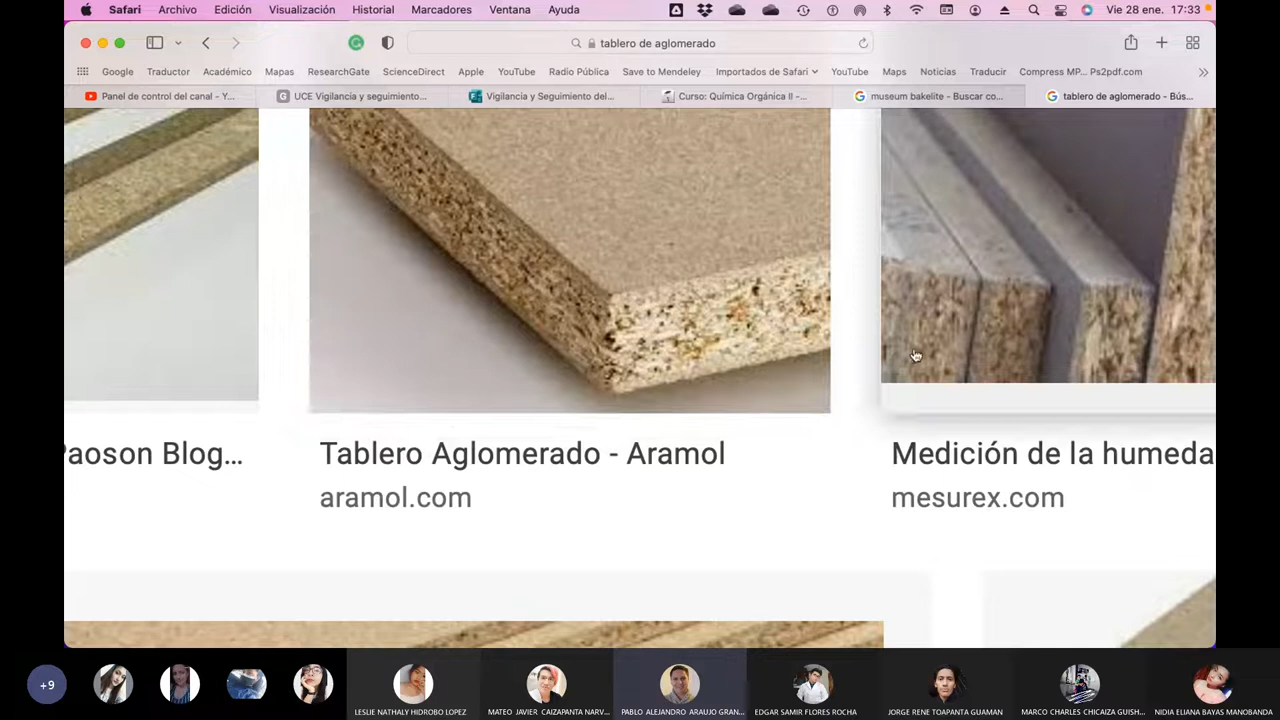 Safari Archivo Edición Visualización Historial Marcadores Ventana Ayuda Vie 28 ene. 17:33
tablero de aglomerado
Google Traductor Académico Mapas ResearchGate ScienceDirect Apple YouTube Radio Pública Save to Mendeley Importados de Safari YouTube Maps Noticias Traducir Compress MP... Ps2pdf.com
Panel de control del canal - Y... UCE Vigilancia y seguimiento... Vigilancia y Seguimiento del... Curso: Química Orgánica II -... museum bakelite - Buscar co... tablero de aglomerado - Bús...
Paoson Blog... Tablero Aglomerado - Aramol Medición de la humeda
aramol.com mesurex.com
+9 LESLIE NATHALY HIDROBO LOPEZ MATEO JAVIER CAIZAPANTA NARV... PABLO ALEJANDRO ARAUJO GRAN... EDGAR SAMIR FLORES ROCHA JORGE RENE TOAPANTA GUAMAN MARCO CHARLES CHICAIZA GUISH... NIDIA ELIANA BAYAS MANOBANDA